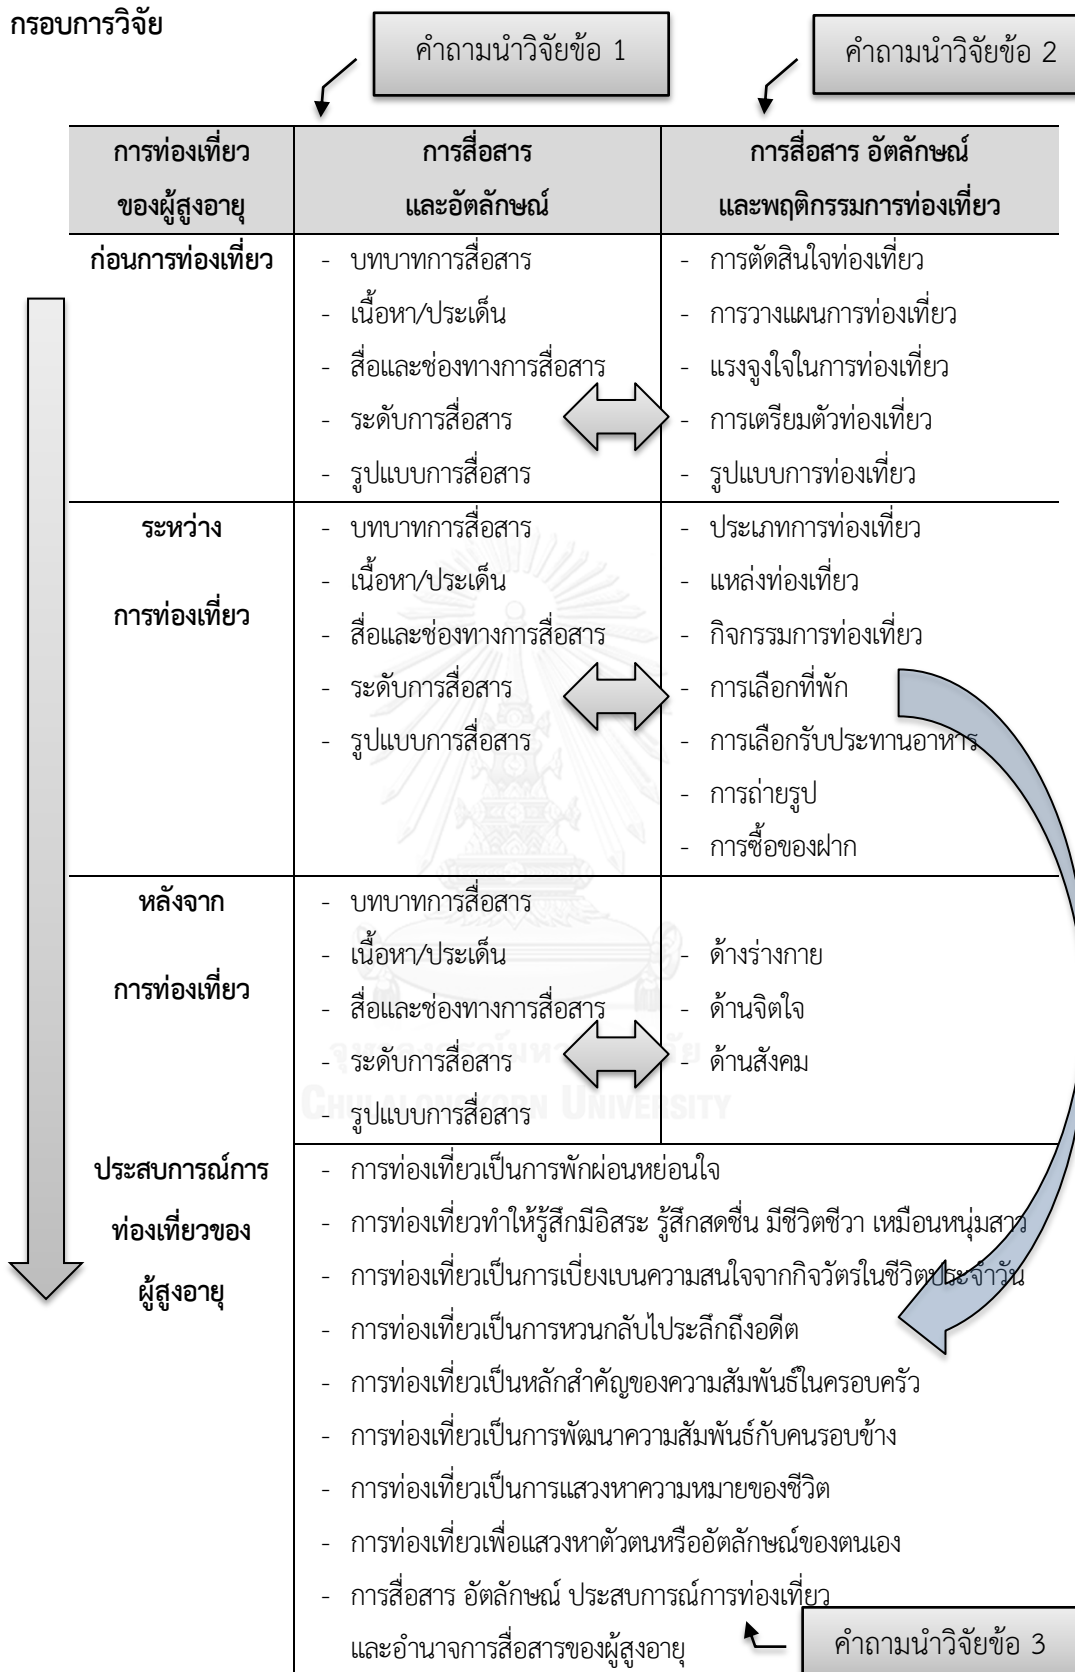 กรอบการวิจัย
คำถามนำวิจัยข้อ 1
คำถามนำวิจัยข้อ 2
การท่องเที่ยว
ของผู้สูงอายุ
การสื่อสาร
และอัตลักษณ์
การสื่อสาร อัตลักษณ์
และพฤติกรรมการท่องเที่ยว
ก่อนการท่องเที่ยว
- บทบาทการสื่อสาร
- เนื้อหา/ประเด็น
- สื่อและช่องทางการสื่อสาร
- ระดับการสื่อสาร
- รูปแบบการสื่อสาร
- การตัดสินใจท่องเที่ยว
- การวางแผนการท่องเที่ยว
- แรงจูงใจในการท่องเที่ยว
- การเตรียมตัวท่องเที่ยว
- รูปแบบการท่องเที่ยว
ระหว่าง
การท่องเที่ยว
- บทบาทการสื่อสาร
- เนื้อหา/ประเด็น
- สื่อและช่องทางการสื่อสาร
- ระดับการสื่อสาร
- รูปแบบการสื่อสาร
- ประเภทการท่องเที่ยว
- แหล่งท่องเที่ยว
- กิจกรรมการท่องเที่ยว
- การเลือกที่พัก
- การเลือกรับประทานอาหาร
- การถ่ายรูป
- การซื้อของฝาก
หลังจาก
การท่องเที่ยว
- บทบาทการสื่อสาร
- เนื้อหา/ประเด็น
- สื่อและช่องทางการสื่อสาร
- ระดับการสื่อสาร
- รูปแบบการสื่อสาร
- ด้างร่างกาย
- ด้านจิตใจ
- ด้านสังคม
CHULALONGKORN UNIVERSITY
ประสบการณ์การ
ท่องเที่ยวของ
ผู้สูงอายุ
- การท่องเที่ยวเป็นการพักผ่อนหย่อนใจ
- การท่องเที่ยวทำให้รู้สึกมีอิสระ รู้สึกสดชื่น มีชีวิตชีวา เหมือนหนุ่มสาว
- การท่องเที่ยวเป็นการเบี่ยงเบนความสนใจจากกิจวัตรในชีวิตประจำวัน
- การท่องเที่ยวเป็นการหวนกลับไประลึกถึงอดีต
- การท่องเที่ยวเป็นหลักสำคัญของความสัมพันธ์ในครอบครัว
- การท่องเที่ยวเป็นการพัฒนาความสัมพันธ์กับคนรอบข้าง
- การท่องเที่ยวเป็นการแสวงหาความหมายของชีวิต
- การท่องเที่ยวเพื่อแสวงหาตัวตนหรืออัตลักษณ์ของตนเอง
- การสื่อสาร อัตลักษณ์ ประสบการณ์การท่องเที่ยว
และอำนาจการสื่อสารของผู้สูงอายุ
คำถามนำวิจัยข้อ 3